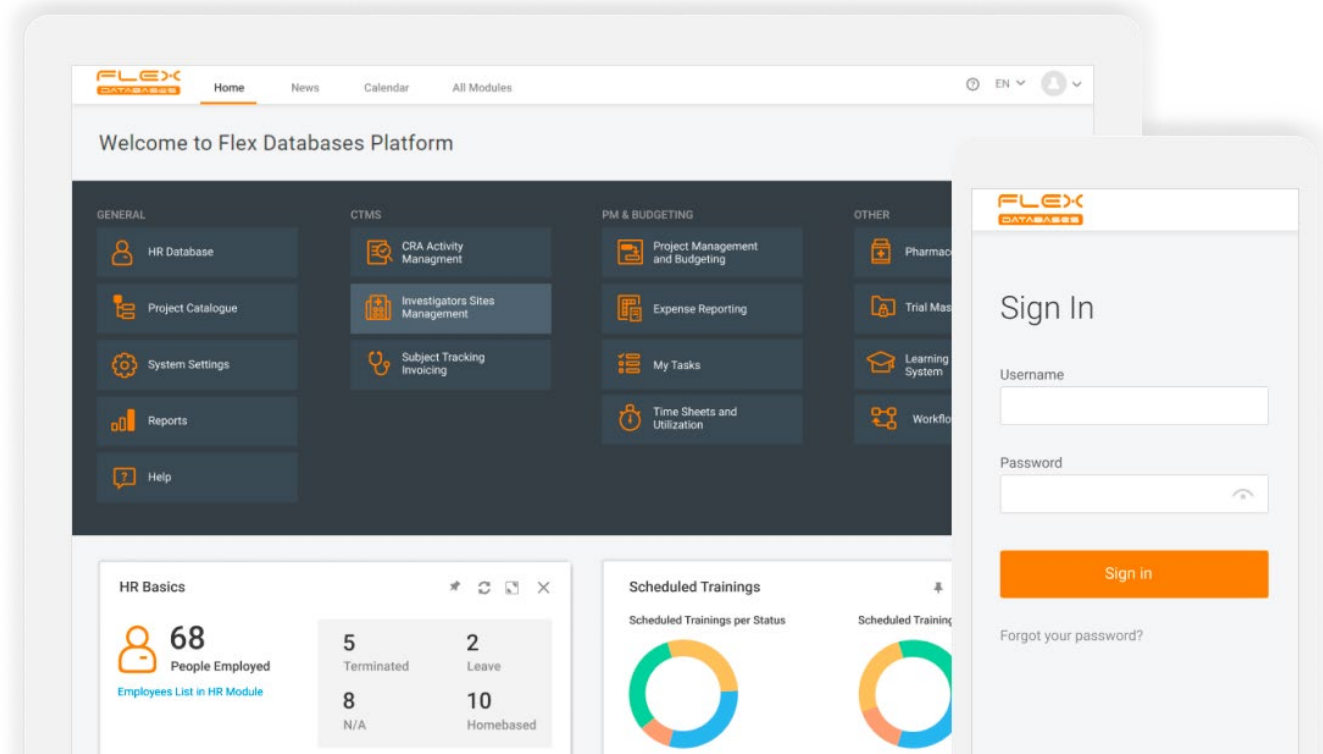 FLEX
DATABASES
Home
News
Calendar
All Modules
EN
Welcome to Flex Databases Platform
GENERAL
HR Database
Project Catalogue
System Settings
Reports
Help
CTMS
CRA Activity
Managment
Investigators Sites
Management
Subject Tracking
Invoicing
PM & BUDGETING
Project Management
and Budgeting
Expense Reporting
My Tasks
Time Sheets and
Utilization
OTHER
Trial
Learning
System
HR Basics
68
People Employed
Employees List in HR Module
5
Terminated
2
Leave
8
N/A
10
Homebased
Scheduled Trainings
Scheduled Trainings per Status
Scheduled
FLEX
DATABASES
Sign In
Username
Password
Sign in
Forgot your password?